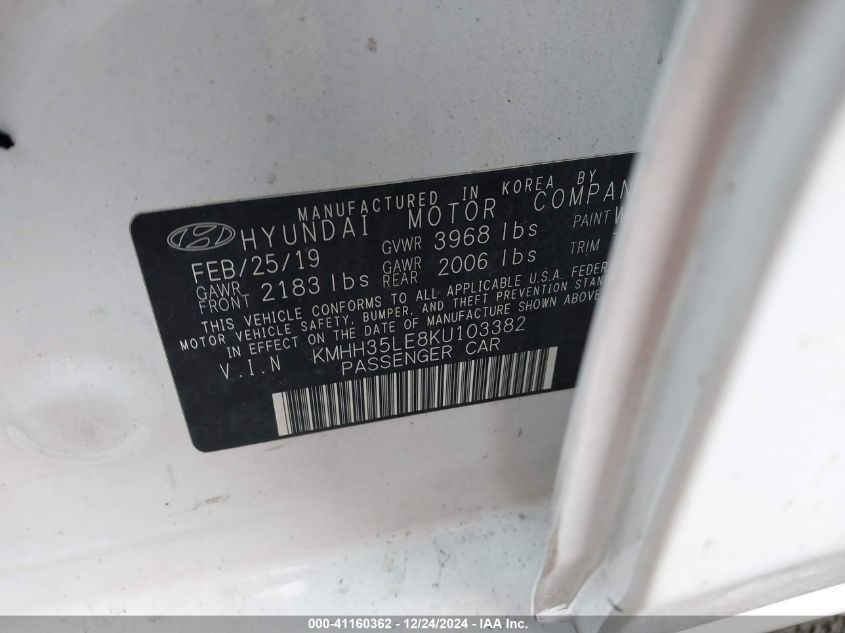 MANUFACTURED IN KOREA BY
HYUNDAI MOTOR COMPAN
FEB/25/19 GVWR 3968 lbs PAINT W
GAWR FRONT 2183 lbs GAWR REAR 2006 lbs TRIM
THIS VEHICLE CONFORMS TO ALL APPLICABLE U.S.A. FEDER
MOTOR VEHICLE SAFETY, BUMPER, AND THEFT PREVENTION STAN
IN EFFECT ON THE DATE OF MANUFACTURE SHOWN ABOVE
V.I.N KMHH35LE8KU103382
PASSENGER CAR
000-41160362 - 12/24/2024 - IAA Inc.